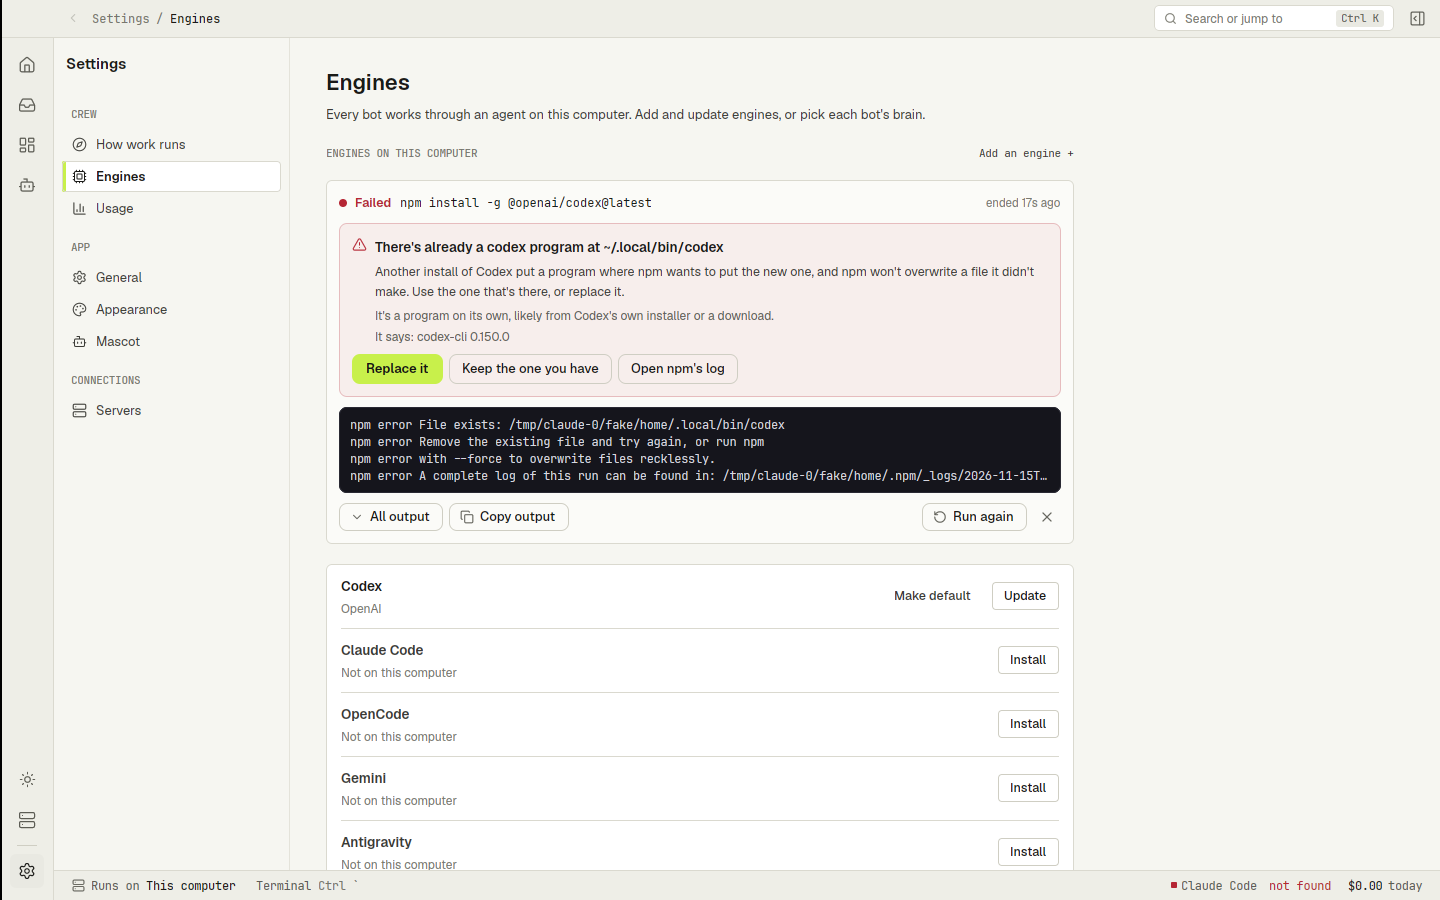 Settings / Engines
Search or jump to
Ctrl K
Settings
CREW
How work runs
Engines
Usage
APP
General
Appearance
Mascot
CONNECTIONS
Servers
Engines
Every bot works through an agent on this computer. Add and update engines, or pick each bot's brain.
ENGINES ON THIS COMPUTER
Add an engine +
Failed npm install -g @openai/codex@latest
ended 17s ago
There's already a codex program at ~/.local/bin/codex
Another install of Codex put a program where npm wants to put the new one, and npm won't overwrite a file it didn't
make. Use the one that's there, or replace it.
It's a program on its own, likely from Codex's own installer or a download.
It says: codex-cli 0.150.0
Replace it
Keep the one you have
Open npm's log
npm error File exists: /tmp/claude-0/fake/home/.local/bin/codex
npm error Remove the existing file and try again, or run npm
npm error with --force to overwrite files recklessly.
npm error A complete log of this run can be found in: /tmp/claude-0/fake/home/.npm/_logs/2026-11-15T…
All output
Copy output
Run again
Codex
OpenAI
Make default
Update
Claude Code
Not on this computer
Install
OpenCode
Not on this computer
Install
Gemini
Not on this computer
Install
Antigravity
Not on this computer
Install
Runs on This computer
Terminal Ctrl `
Claude Code not found
$0.00 today